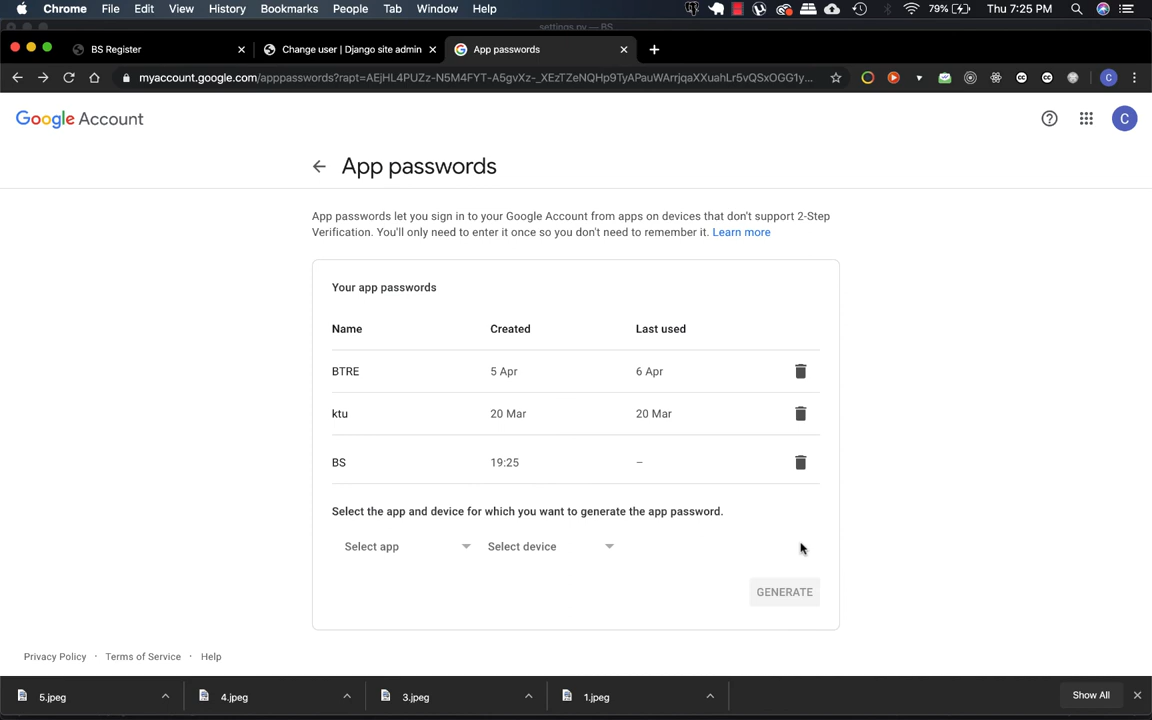 Chrome File Edit View History Bookmarks People Tab Window Help 79% Thu 7:25 PM
settings.py — BS
BS Register Change user | Django site admin App passwords
myaccount.google.com/apppasswords?rapt=AEjHL4PUZz-N5M4FYT-A5gvXz-_XEzTZeNQHp9TyAPauWArrjqaXXuahLr5vQSxOGG1y...
C
Google Account
C
App passwords
App passwords let you sign in to your Google Account from apps on devices that don't support 2-Step
Verification. You'll only need to enter it once so you don't need to remember it. Learn more
Your app passwords
Name Created Last used
BTRE 5 Apr 6 Apr
ktu 20 Mar 20 Mar
BS 19:25 –
Select the app and device for which you want to generate the app password.
Select app Select device
GENERATE
Privacy Policy · Terms of Service · Help
5.jpeg 4.jpeg 3.jpeg 1.jpeg Show All